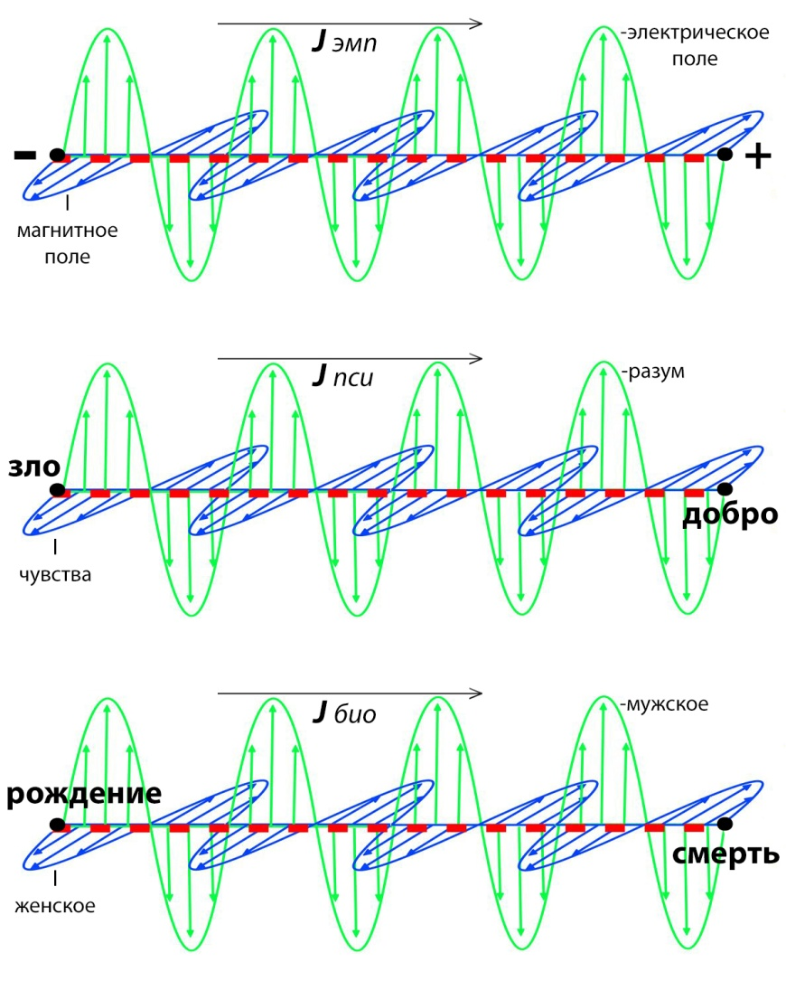 J эмп
-электрическое
поле
-
+
магнитное
поле
J пси
-разум
зло
добро
чувства
J био
-мужское
рождение
смерть
женское